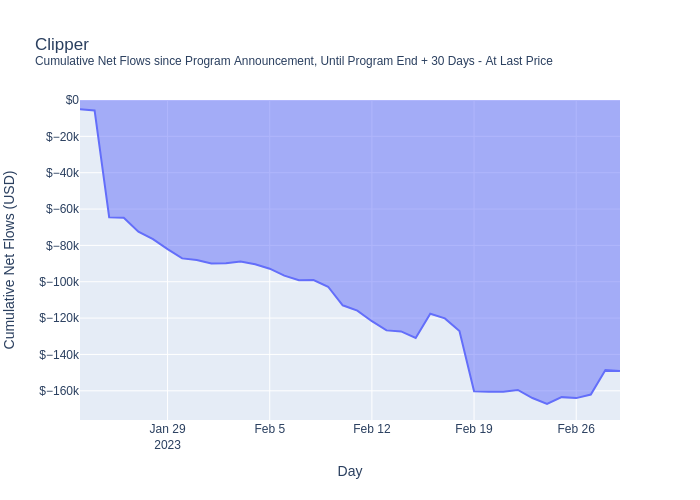 Clipper
Cumulative Net Flows since Program Announcement, Until Program End + 30 Days - At Last Price
$0
$−20k
$−40k
$−60k
$−80k
$−100k
$−120k
$−140k
$−160k
Cumulative Net Flows (USD)
Jan 29
2023
Feb 5
Feb 12
Feb 19
Feb 26
Day